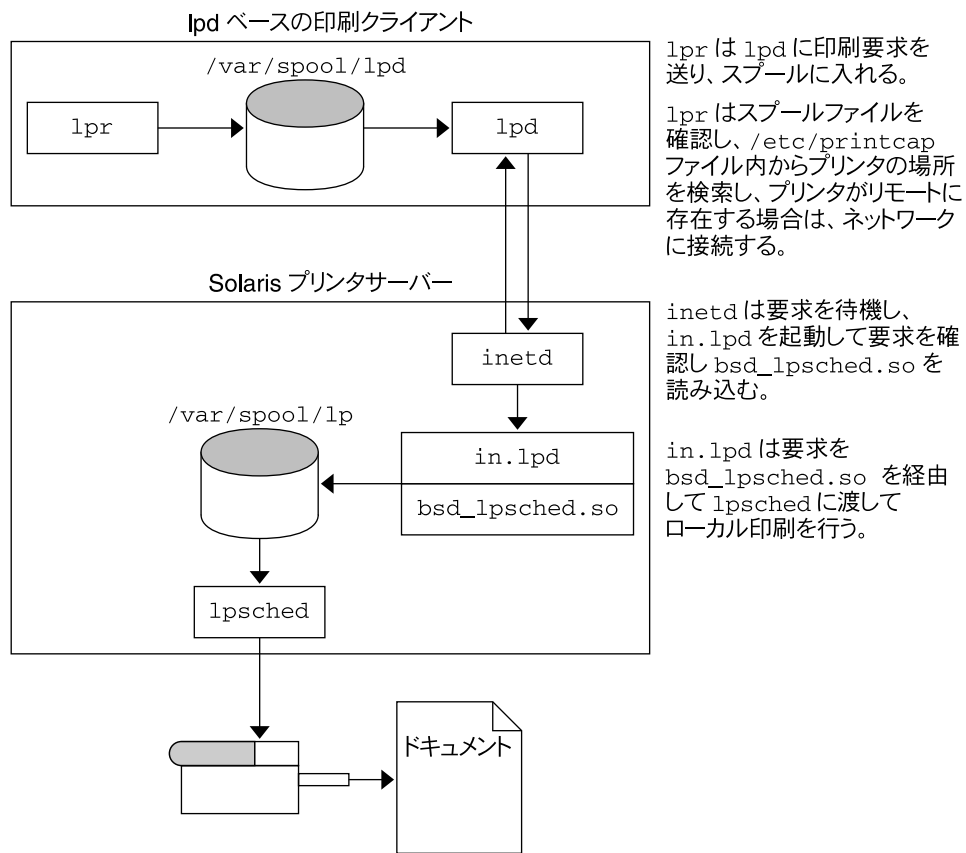 lpd ベースの印刷クライアント
/var/spool/lpd
lpr
lpd
lpr は lpd に印刷要求を
送り、スプールに入れる。
lpr はスプールファイルを
確認し、/etc/printcap
ファイル内からプリンタの場所
を検索し、プリンタがリモートに
存在する場合は、ネットワーク
に接続する。
Solaris プリンタサーバー
inetd
/var/spool/lp
in.lpd
bsd_lpsched.so
lpsched
inetd は要求を待機し、
in.lpd を起動して要求を確
認し bsd_lpsched.so を
読み込む。
in.lpd は要求を
bsd_lpsched.so を経由
して lpsched に渡して
ローカル印刷を行う。
ドキュメント